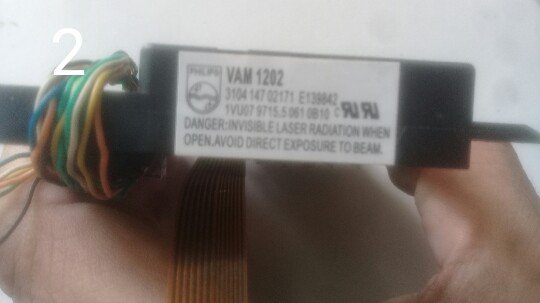 2
PHILIPS
VAM 1202
3104 147 02171 E139842
1VU07 9715,5 061 0B10
DANGER:INVISIBLE LASER RADIATION WHEN
OPEN,AVOID DIRECT EXPOSURE TO BEAM.